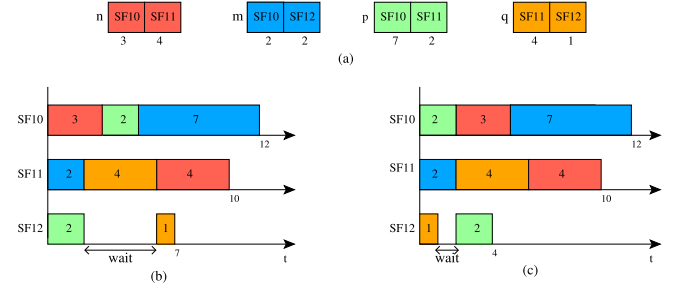 n SF10 SF11 m SF10 SF12 p SF10 SF11 q SF11 SF12
3 4 2 2 7 2 4 1
(a)
SF10 3 2 7
12
SF11 2 4 4
10
SF12 2 1
wait 7 t
(b)
SF10 2 3 7
12
SF11 2 4 4
10
SF12 1 2
wait 4 t
(c)